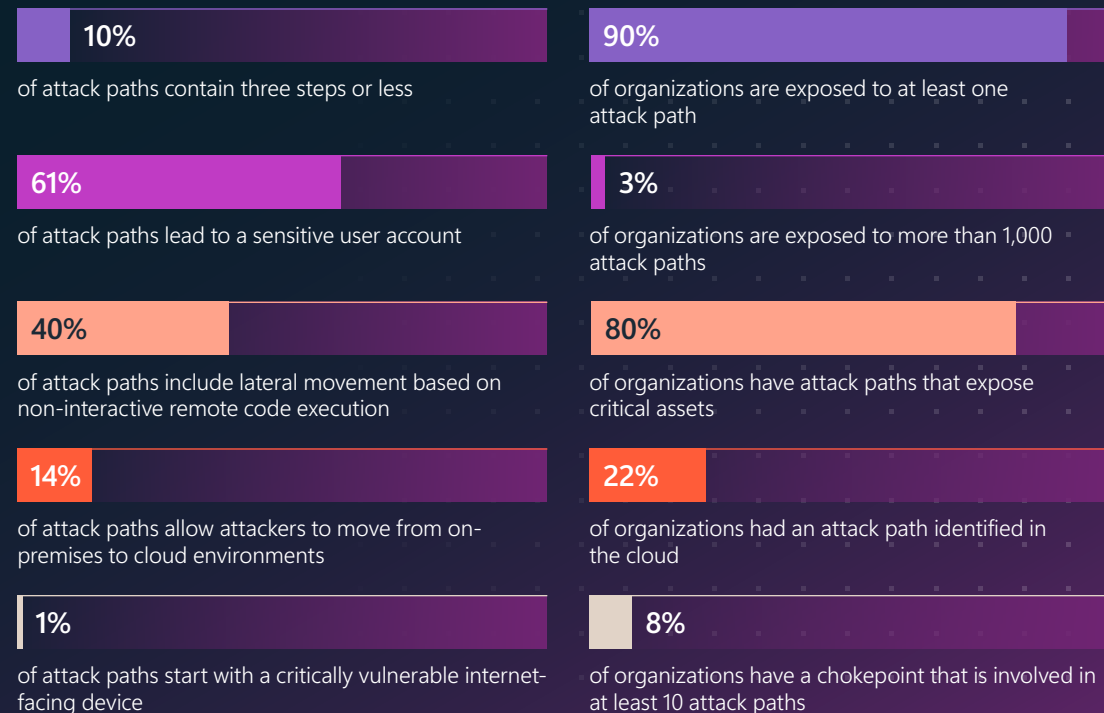 10%
of attack paths contain three steps or less
61%
of attack paths lead to a sensitive user account
40%
of attack paths include lateral movement based on
non-interactive remote code execution
14%
of attack paths allow attackers to move from on-
premises to cloud environments
1%
of attack paths start with a critically vulnerable internet-
facing device
90%
of organizations are exposed to at least one
attack path
3%
of organizations are exposed to more than 1,000
attack paths
80%
of organizations have attack paths that expose
critical assets
22%
of organizations had an attack path identified in
the cloud
8%
of organizations have a chokepoint that is involved in
at least 10 attack paths